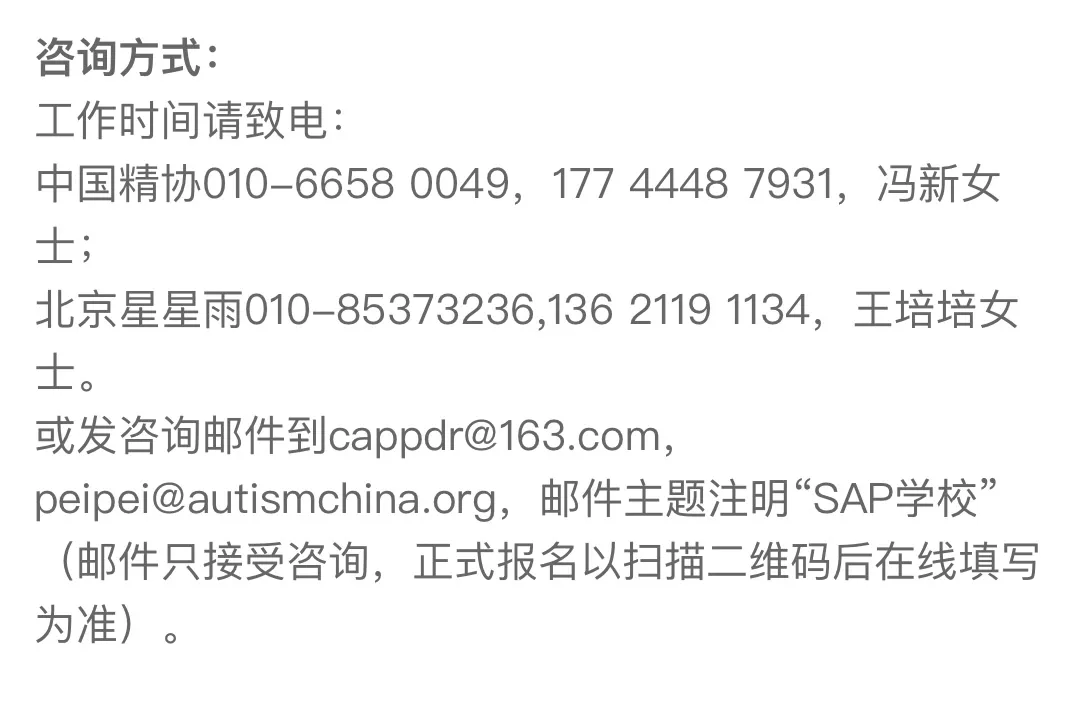 咨询方式：
工作时间请致电：
中国精协010-6658 0049，177 4448 7931，冯新女
士；
北京星星雨010-85373236,136 2119 1134，王培培女
士。
或发咨询邮件到cappdr@163.com，
peipei@autismchina.org，邮件主题注明“SAP学校”
（邮件只接受咨询，正式报名以扫描二维码后在线填写
为准）。